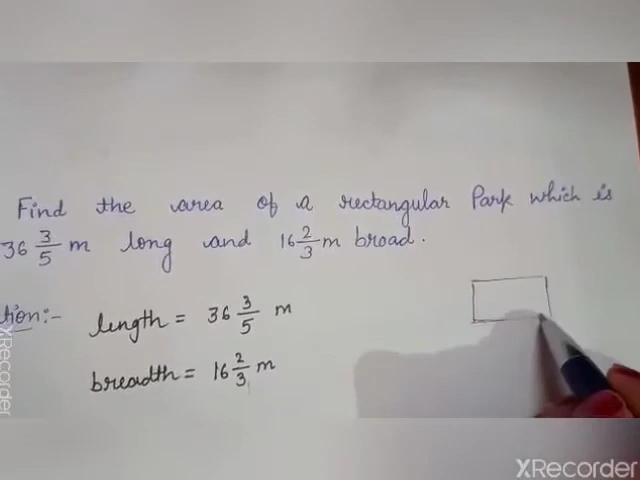 Find the area of a rectangular Park which is
36 3/5 m long and 16 2/3 m broad.
tion:-
length = 36 3/5 m
breadth = 16 2/3 m
XRecorder
XRecorder